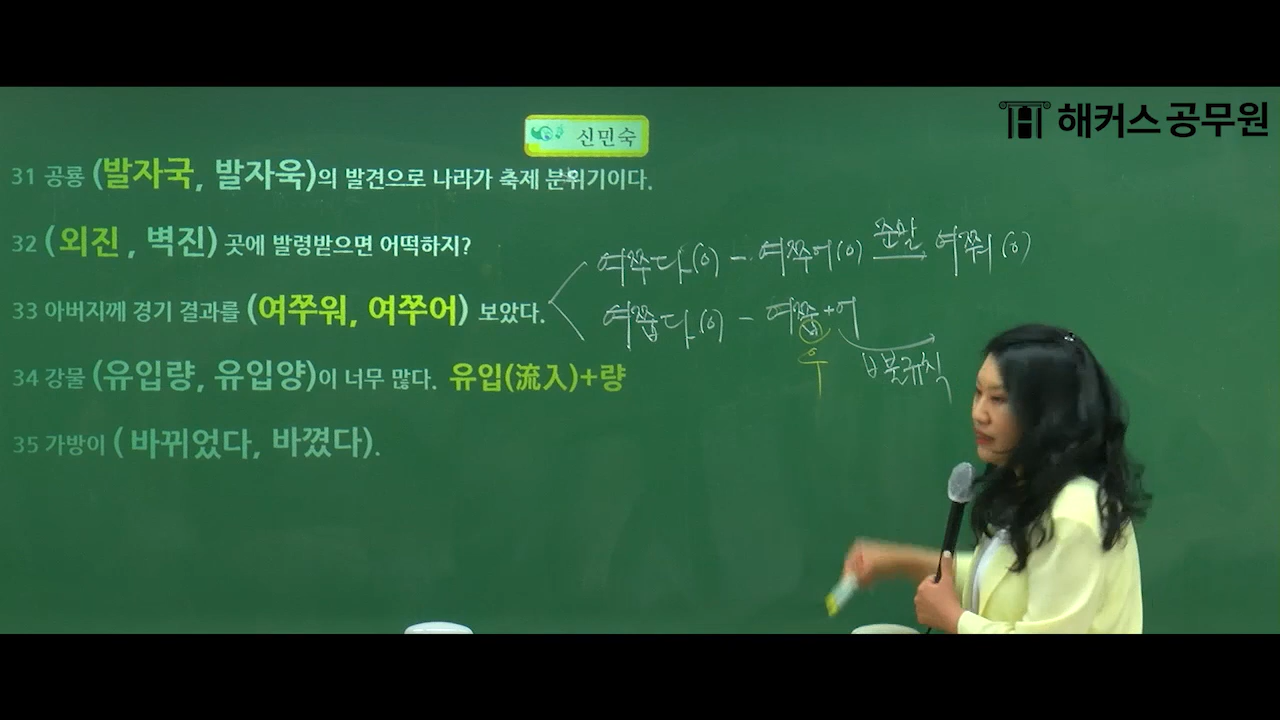 해커스공무원
신민숙
31 공룡 (발자국, 발자욱)의 발견으로 나라가 축제 분위기이다.
32 (외진, 벽진) 곳에 발령받으면 어떡하지?
33 아버지께 경기 결과를 (여쭈워, 여쭈어) 보았다.
여쭈다(o) - 여쭈어(o) 준말 여쭤(o)
여쭙다(o) - 여쭙+어
우
ㅂ불규칙
34 강물 (유입량, 유입양)이 너무 많다. 유입(流入)+량
35 가방이 (바뀌었다, 바꼈다).